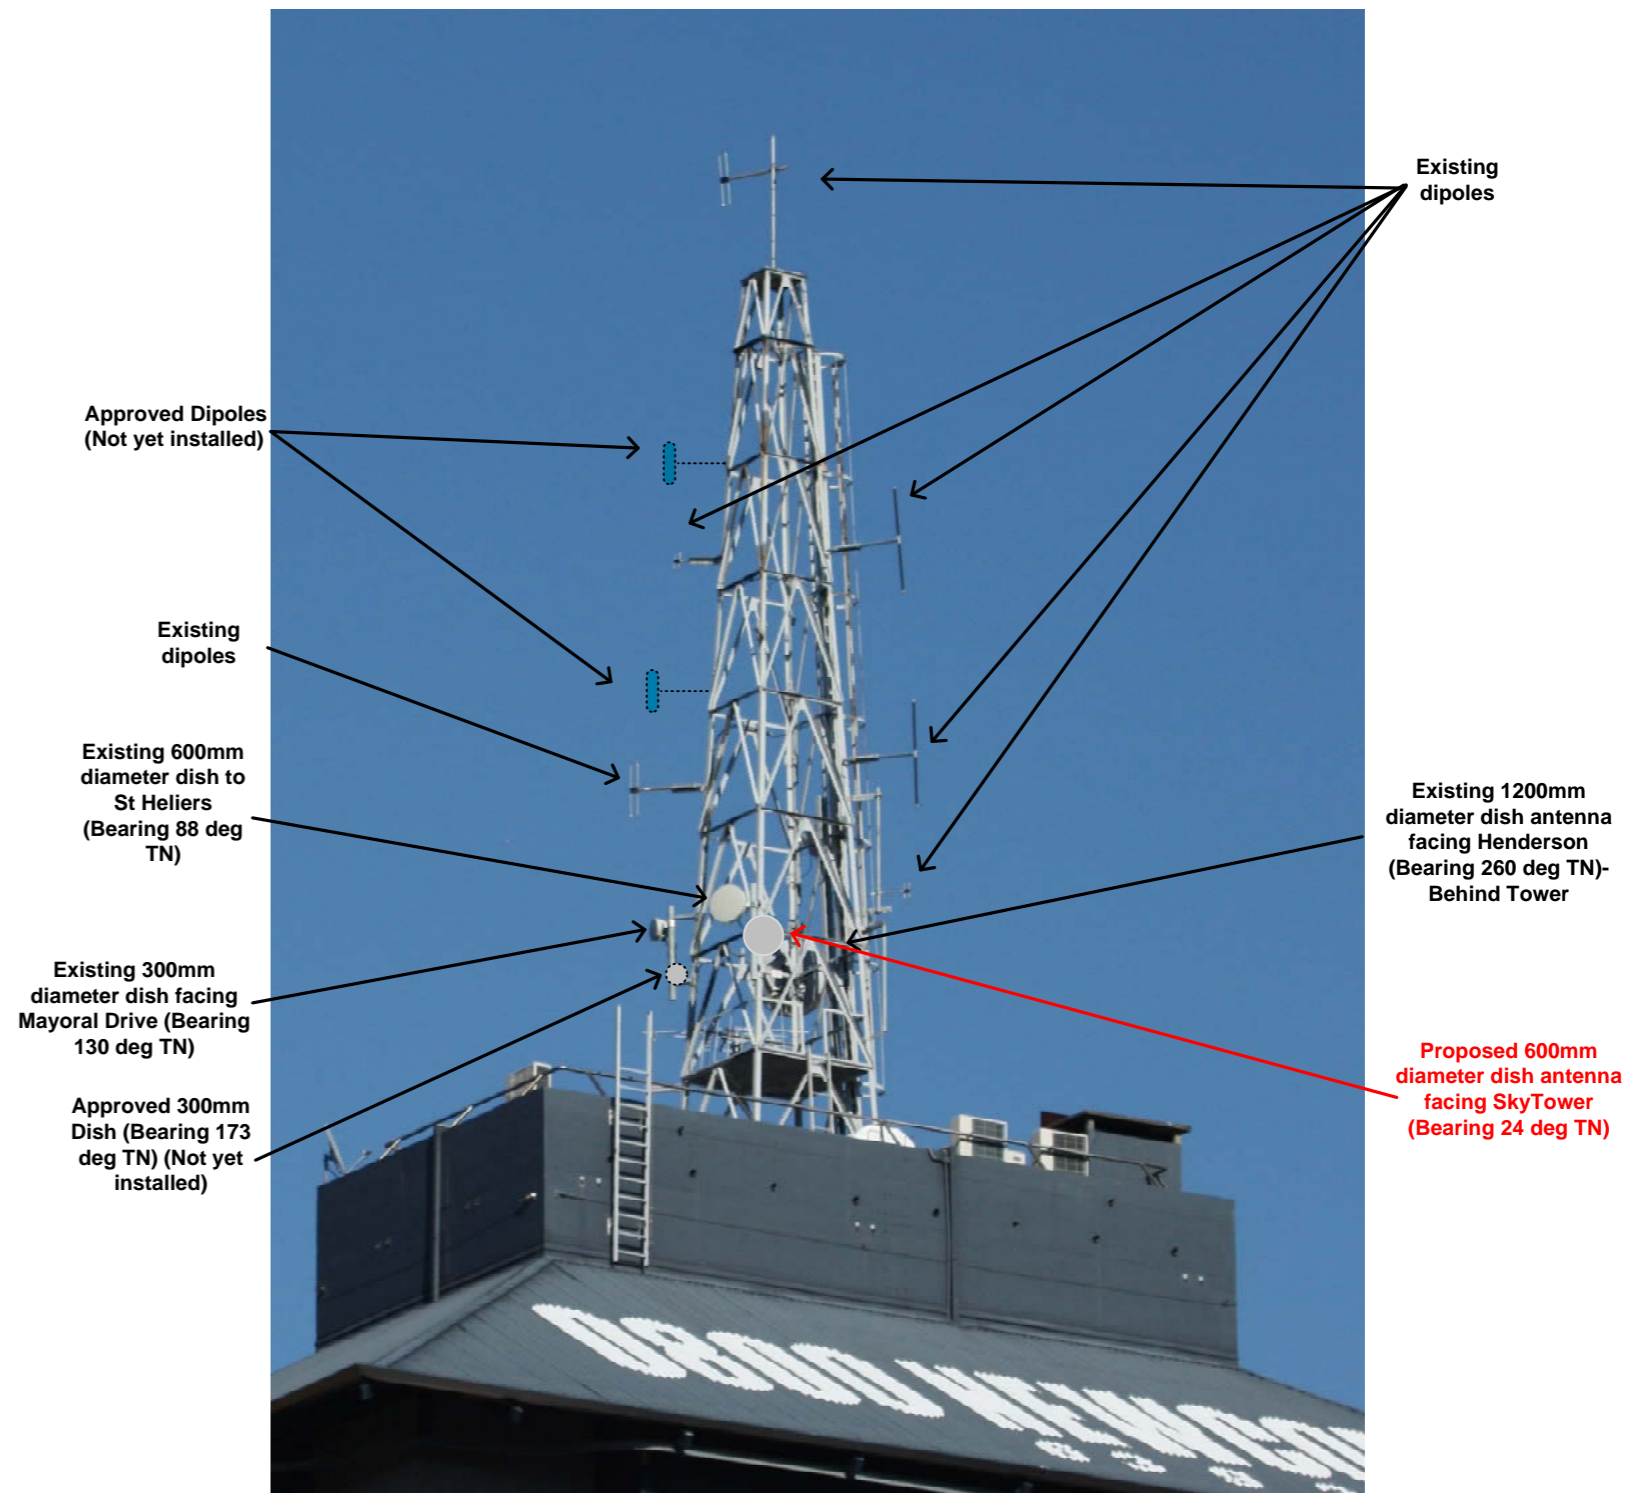 Existing
dipoles
Approved Dipoles
(Not yet installed)
Existing
dipoles
Existing 600mm
diameter dish to
St Heliers
(Bearing 88 deg
TN)
Existing 1200mm
diameter dish antenna
facing Henderson
(Bearing 260 deg TN)-
Behind Tower
Existing 300mm
diameter dish facing
Mayoral Drive (Bearing
130 deg TN)
Proposed 600mm
diameter dish antenna
facing SkyTower
(Bearing 24 deg TN)
Approved 300mm
Dish (Bearing 173
deg TN) (Not yet
installed)
0800